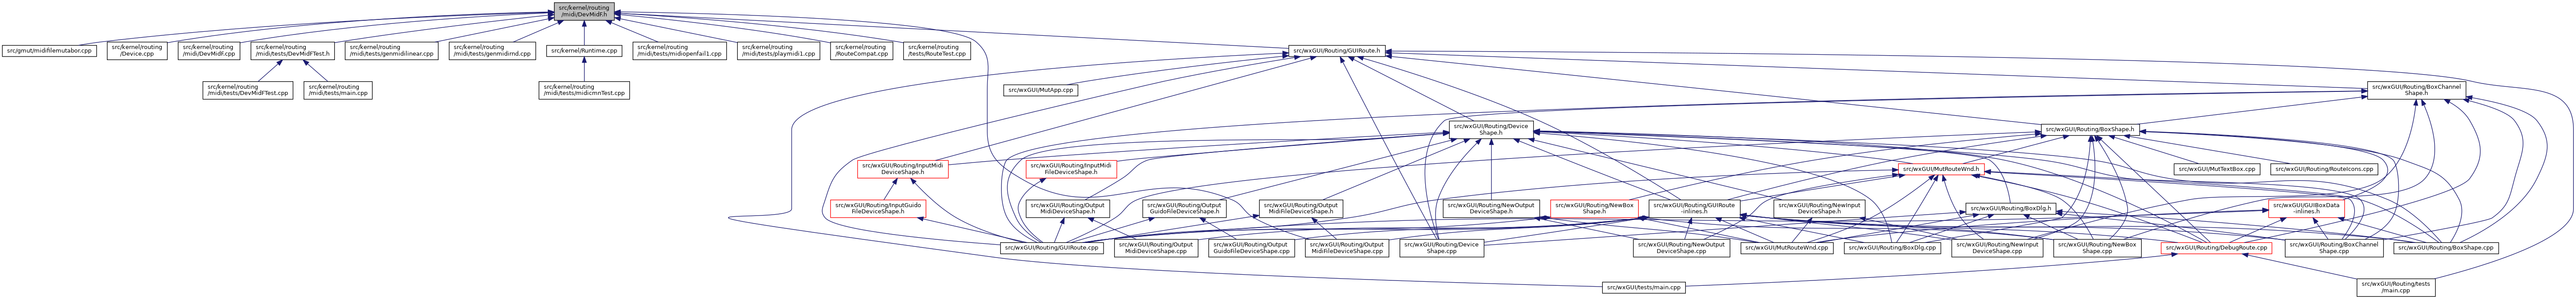 src/kernel/routing
/midi/DevMidF.h
src/gmut/midifilemutabor.cpp
src/kernel/routing
/Device.cpp
src/kernel/routing
/midi/DevMidF.cpp
src/kernel/routing
/midi/tests/DevMidFTest.h
src/kernel/routing
/midi/tests/genmidilinear.cpp
src/kernel/routing
/midi/tests/genmidirnd.cpp
src/kernel/Runtime.cpp
src/kernel/routing
/midi/tests/midiopenfail1.cpp
src/kernel/routing
/midi/tests/playmidi1.cpp
src/kernel/routing
/RouteCompat.cpp
src/kernel/routing
/tests/RouteTest.cpp
src/wxGUI/Routing/GUIRoute.h
src/kernel/routing
/midi/tests/DevMidFTest.cpp
src/kernel/routing
/midi/tests/main.cpp
src/kernel/routing
/midi/tests/midicmnTest.cpp
src/wxGUI/MutApp.cpp
src/wxGUI/Routing/BoxChannel
Shape.h
src/wxGUI/Routing/Device
Shape.h
src/wxGUI/Routing/BoxShape.h
src/wxGUI/Routing/InputMidi
DeviceShape.h
src/wxGUI/Routing/InputMidi
FileDeviceShape.h
src/wxGUI/MutRouteWnd.h
src/wxGUI/MutTextBox.cpp
src/wxGUI/Routing/RouteIcons.cpp
src/wxGUI/Routing/InputGuido
FileDeviceShape.h
src/wxGUI/Routing/Output
MidiDeviceShape.h
src/wxGUI/Routing/Output
GuidoFileDeviceShape.h
src/wxGUI/Routing/Output
MidiFileDeviceShape.h
src/wxGUI/Routing/NewOutput
DeviceShape.h
src/wxGUI/Routing/NewBox
Shape.h
src/wxGUI/Routing/GUIRoute
-inlines.h
src/wxGUI/Routing/NewInput
DeviceShape.h
src/wxGUI/Routing/BoxDlg.h
src/wxGUI/GUIBoxData
-inlines.h
src/wxGUI/Routing/GUIRoute.cpp
src/wxGUI/Routing/Output
MidiDeviceShape.cpp
src/wxGUI/Routing/Output
GuidoFileDeviceShape.cpp
src/wxGUI/Routing/Output
MidiFileDeviceShape.cpp
src/wxGUI/Routing/Device
Shape.cpp
src/wxGUI/Routing/NewOutput
DeviceShape.cpp
src/wxGUI/MutRouteWnd.cpp
src/wxGUI/Routing/BoxDlg.cpp
src/wxGUI/Routing/NewInput
DeviceShape.cpp
src/wxGUI/Routing/NewBox
Shape.cpp
src/wxGUI/Routing/DebugRoute.cpp
src/wxGUI/Routing/BoxChannel
Shape.cpp
src/wxGUI/Routing/BoxShape.cpp
src/wxGUI/tests/main.cpp
src/wxGUI/Routing/tests
/main.cpp